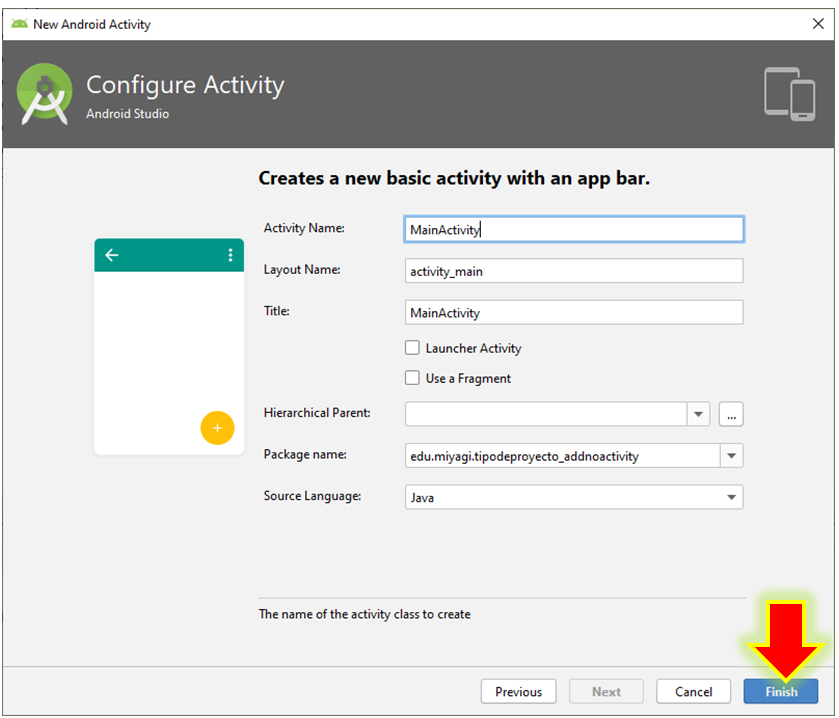 New Android Activity
Configure Activity
Android Studio
Creates a new basic activity with an app bar.
Activity Name:
MainActivity
Layout Name:
activity_main
Title:
MainActivity
Launcher Activity
Use a Fragment
Hierarchical Parent:
...
Package name:
edu.miyagi.tipodeproyecto_addnoactivity
Source Language:
Java
The name of the activity class to create
Previous
Next
Cancel
Finish